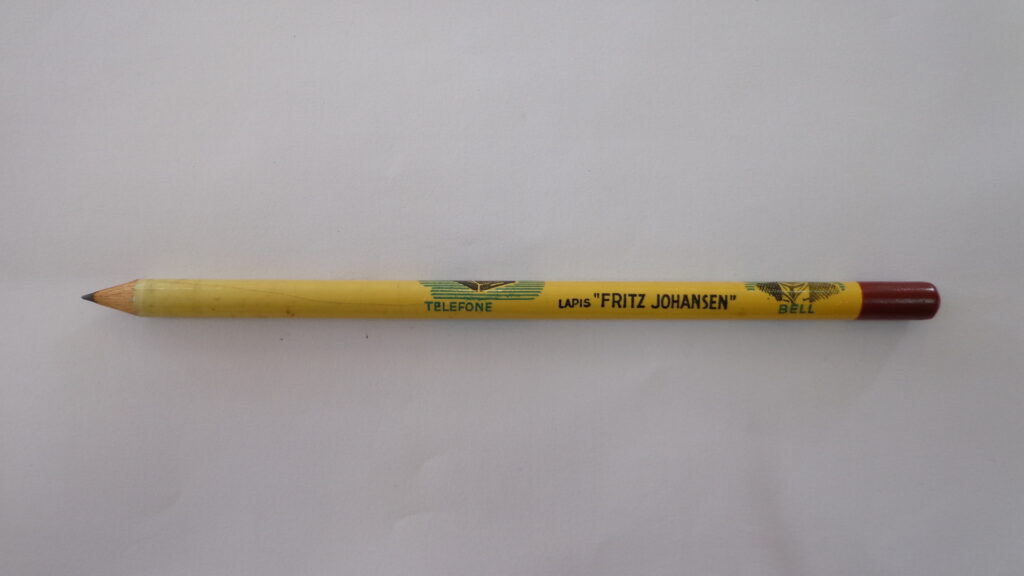 TELEFONE
LAPIS "FRITZ JOHANSEN"
BELL